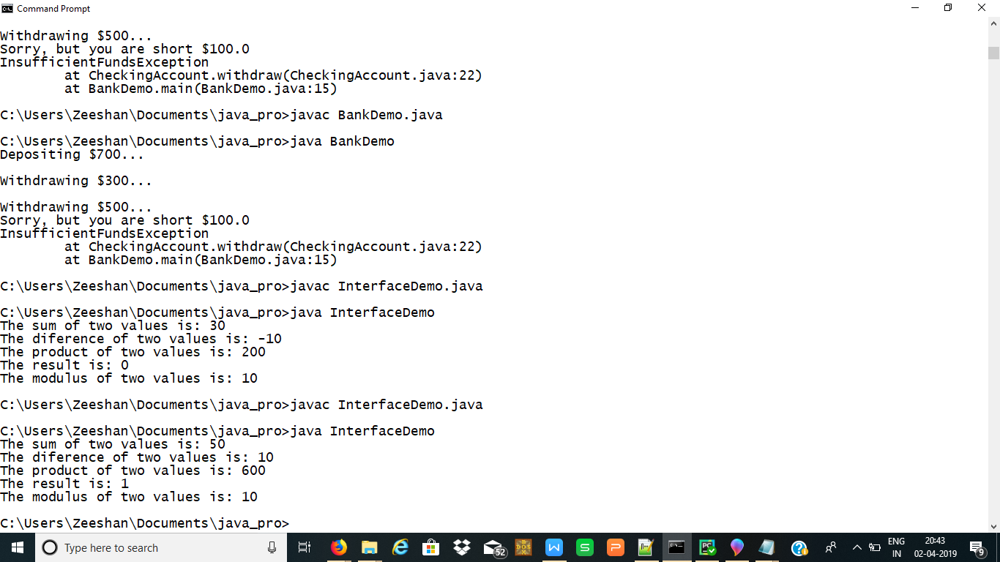 Command Prompt
Withdrawing $500...
Sorry, but you are short $100.0
InsufficientFundsException
        at CheckingAccount.withdraw(CheckingAccount.java:22)
        at BankDemo.main(BankDemo.java:15)
C:\Users\Zeeshan\Documents\java_pro>javac BankDemo.java
C:\Users\Zeeshan\Documents\java_pro>java BankDemo
Depositing $700...
Withdrawing $300...
Withdrawing $500...
Sorry, but you are short $100.0
InsufficientFundsException
        at CheckingAccount.withdraw(CheckingAccount.java:22)
        at BankDemo.main(BankDemo.java:15)
C:\Users\Zeeshan\Documents\java_pro>javac InterfaceDemo.java
C:\Users\Zeeshan\Documents\java_pro>java InterfaceDemo
The sum of two values is: 30
The diference of two values is: -10
The product of two values is: 200
The result is: 0
The modulus of two values is: 10
C:\Users\Zeeshan\Documents\java_pro>javac InterfaceDemo.java
C:\Users\Zeeshan\Documents\java_pro>java InterfaceDemo
The sum of two values is: 50
The diference of two values is: 10
The product of two values is: 600
The result is: 1
The modulus of two values is: 10
C:\Users\Zeeshan\Documents\java_pro>
Type here to search
52
DOS
W
S
P
PC
ENG
IN
20:43
02-04-2019
9